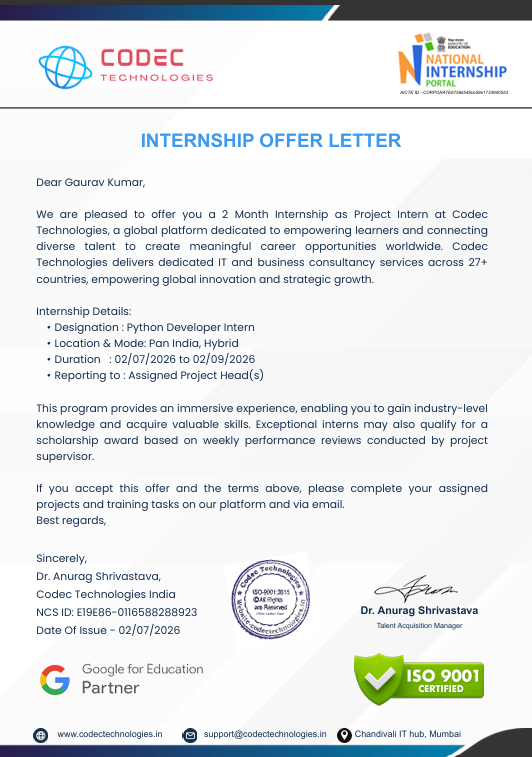 CODEC
TECHNOLOGIES
MINISTRY OF
EDUCATION
NATIONAL
INTERNSHIP
PORTAL
INTERNSHIP OFFER LETTER
Dear Gaurav Kumar,
We are pleased to offer you a 2 Month Internship as Project Intern at Codec
Technologies, a global platform dedicated to empowering learners and connecting
diverse talent to create meaningful career opportunities worldwide. Codec
Technologies delivers dedicated IT and business consultancy services across 27+
countries, empowering global innovation and strategic growth.
Internship Details:
• Designation : Python Developer Intern
• Location & Mode: Pan India, Hybrid
• Duration : 02/07/2026 to 02/09/2026
• Reporting to : Assigned Project Head(s)
This program provides an immersive experience, enabling you to gain industry-level
knowledge and acquire valuable skills. Exceptional interns may also qualify for a
scholarship award based on weekly performance reviews conducted by project
supervisor.
If you accept this offer and the terms above, please complete your assigned
projects and training tasks on our platform and via email.
Best regards,
Sincerely,
Dr. Anurag Shrivastava,
Codec Technologies India
NCS ID: E19E86-0116588288923
Date Of Issue - 02/07/2026
Codec Technologies
ISO-9001:2015
All Rights
are Reserved
Website:codectechnologies.in
Dr. Anurag Shrivastava
Talent Acquisition Manager
Google for Education
Partner
ISO 9001
CERTIFIED
www.codectechnologies.in
support@codectechnologies.in
Chandivali IT hub, Mumbai